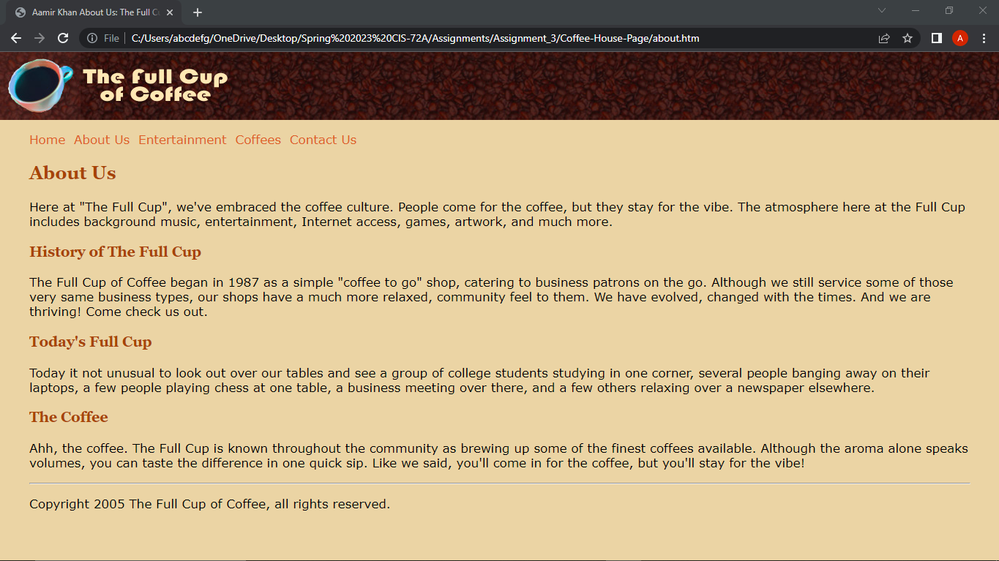 Aamir Khan About Us: The Full C
File
C:/Users/abcdefg/OneDrive/Desktop/Spring%202023%20CIS-72A/Assignments/Assignment_3/Coffee-House-Page/about.htm
A
The Full Cup
of Coffee
Home About Us Entertainment Coffees Contact Us
About Us
Here at "The Full Cup", we've embraced the coffee culture. People come for the coffee, but they stay for the vibe. The atmosphere here at the Full Cup
includes background music, entertainment, Internet access, games, artwork, and much more.
History of The Full Cup
The Full Cup of Coffee began in 1987 as a simple "coffee to go" shop, catering to business patrons on the go. Although we still service some of those
very same business types, our shops have a much more relaxed, community feel to them. We have evolved, changed with the times. And we are
thriving! Come check us out.
Today's Full Cup
Today it not unusual to look out over our tables and see a group of college students studying in one corner, several people banging away on their
laptops, a few people playing chess at one table, a business meeting over there, and a few others relaxing over a newspaper elsewhere.
The Coffee
Ahh, the coffee. The Full Cup is known throughout the community as brewing up some of the finest coffees available. Although the aroma alone speaks
volumes, you can taste the difference in one quick sip. Like we said, you'll come in for the coffee, but you'll stay for the vibe!
Copyright 2005 The Full Cup of Coffee, all rights reserved.